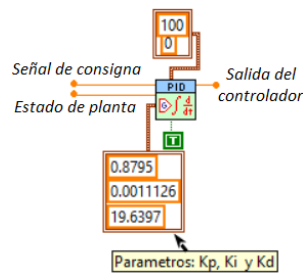 100
0
Señal de consigna
Estado de planta
PID
G
d
dt
Salida del
controlador
T
0.8795
0.0011126
19.6397
Parametros: Kp, Ki y Kd